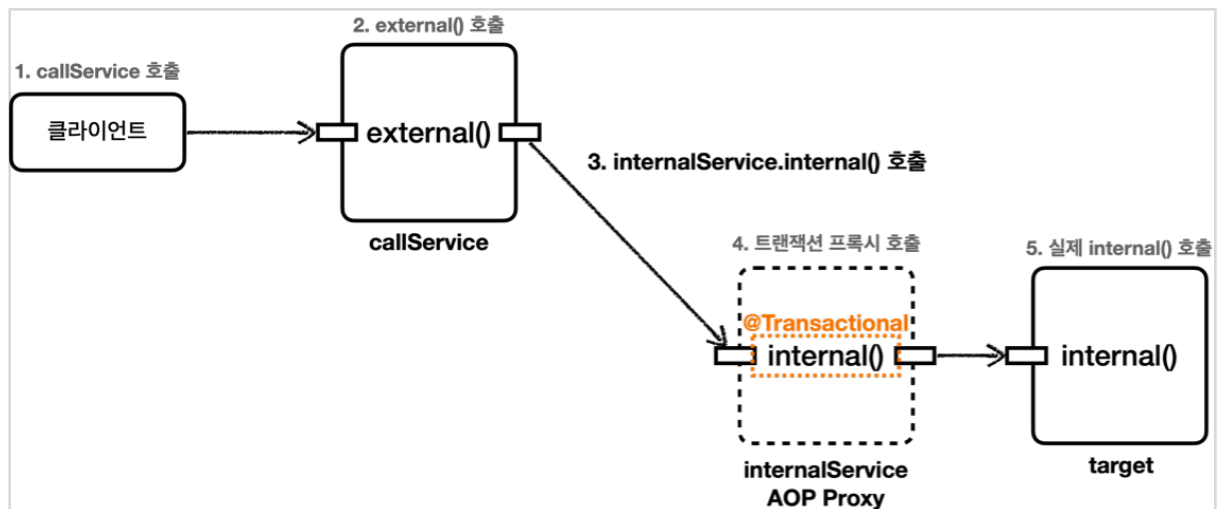 2. external() 호출
1. callService 호출
클라이언트
external()
3. internalService.internal() 호출
callService
4. 트랜잭션 프록시 호출
5. 실제 internal() 호출
@Transactional
internal()
internal()
internalService
AOP Proxy
target